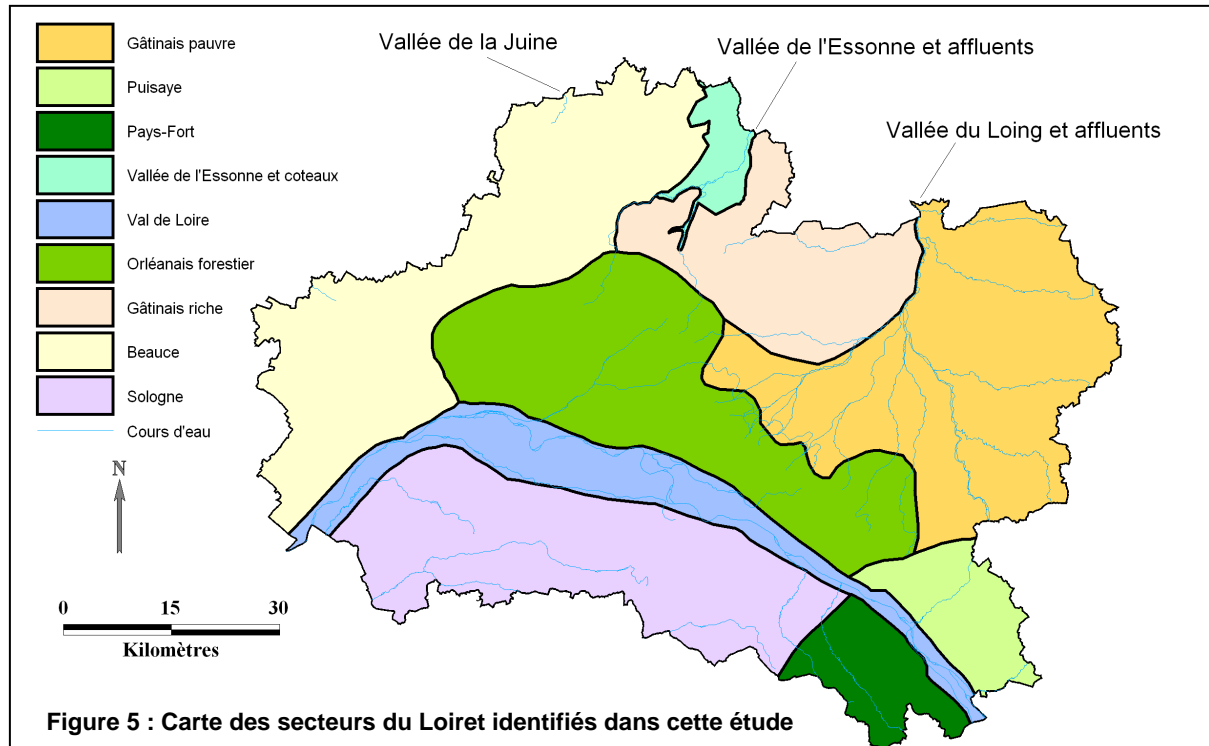 Vallée de la Juine
Vallée de l'Essonne et affluents
Vallée du Loing et affluents
Gâtinais pauvre
Puisaye
Pays-Fort
Vallée de l'Essonne et coteaux
Val de Loire
Orléanais forestier
Gâtinais riche
Beauce
Sologne
Cours d'eau
N
0 15 30
Kilomètres
Figure 5 : Carte des secteurs du Loiret identifiés dans cette étude